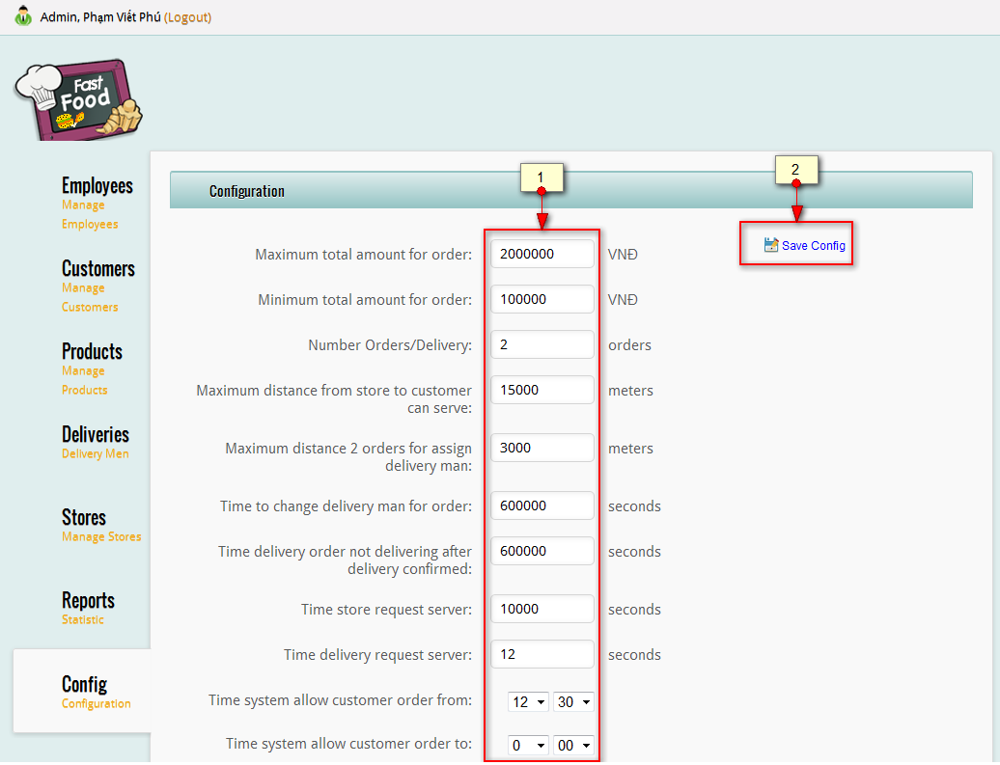 Admin, Phạm Viết Phú (Logout)
Fast
Food
Employees
Manage
Employees
Customers
Manage
Customers
Products
Manage
Products
Deliveries
Delivery Men
Stores
Manage Stores
Reports
Statistic
Config
Configuration
1
2
Configuration
Save Config
Maximum total amount for order: 2000000 VNĐ
Minimum total amount for order: 100000 VNĐ
Number Orders/Delivery: 2 orders
Maximum distance from store to customer 15000 meters
can serve:
Maximum distance 2 orders for assign 3000 meters
delivery man:
Time to change delivery man for order: 600000 seconds
Time delivery order not delivering after 600000 seconds
delivery confirmed:
Time store request server: 10000 seconds
Time delivery request server: 12 seconds
Time system allow customer order from: 12 30
Time system allow customer order to: 0 00